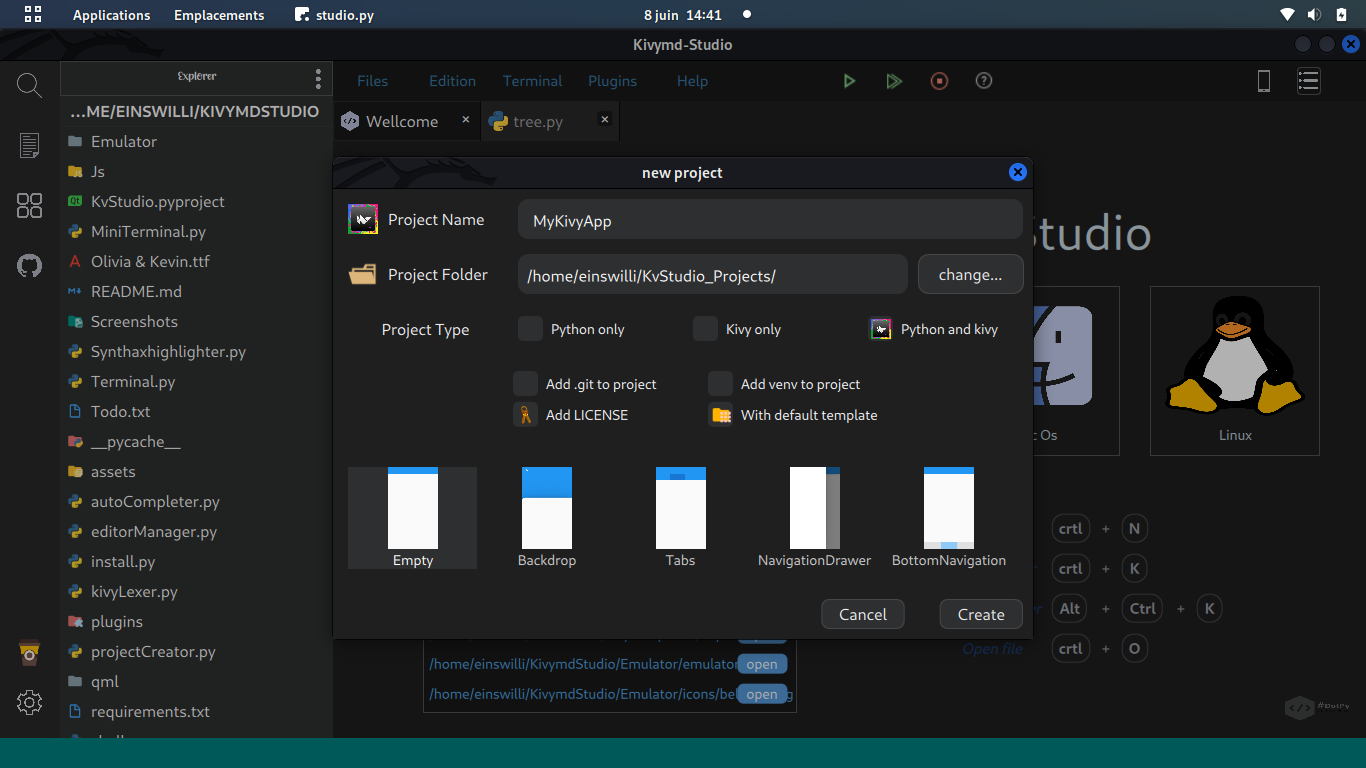 Applications Emplacements studio.py 8 juin 14:41
Kivymd-Studio
Explorer
Files Edition Terminal Plugins Help
...ME/EINSWILLI/KIVYMDSTUDIO
Wellcome × tree.py ×
Emulator
Js
KvStudio.pyproject
MiniTerminal.py
Olivia & Kevin.ttf
README.md
Screenshots
Synthaxhighlighter.py
Terminal.py
Todo.txt
__pycache__
assets
autoCompleter.py
editorManager.py
install.py
kivyLexer.py
plugins
projectCreator.py
qml
requirements.txt
new project
Project Name MyKivyApp
Project Folder /home/einswilli/KvStudio_Projects/ change...
Project Type Python only Kivy only Python and kivy
Add .git to project Add venv to project
Add LICENSE With default template
Empty Backdrop Tabs NavigationDrawer BottomNavigation
Cancel Create
Studio
Os Linux
crtl + N
crtl + K
Alt + Ctrl + K
Open file crtl + O
/home/einswilli/KivymdStudio/Emulator/emulator open
/home/einswilli/KivymdStudio/Emulator/icons/be open g